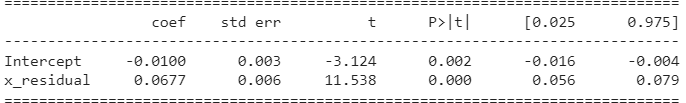 ==============================================================================
coef std err t P>|t| [0.025 0.975]
------------------------------------------------------------------------------
Intercept -0.0100 0.003 -3.124 0.002 -0.016 -0.004
x_residual 0.0677 0.006 11.538 0.000 0.056 0.079
==============================================================================